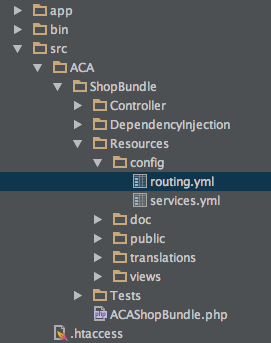 app
bin
src
ACA
ShopBundle
Controller
DependencyInjection
Resources
config
routing.yml
services.yml
doc
public
translations
views
Tests
ACAShopBundle.php
.htaccess